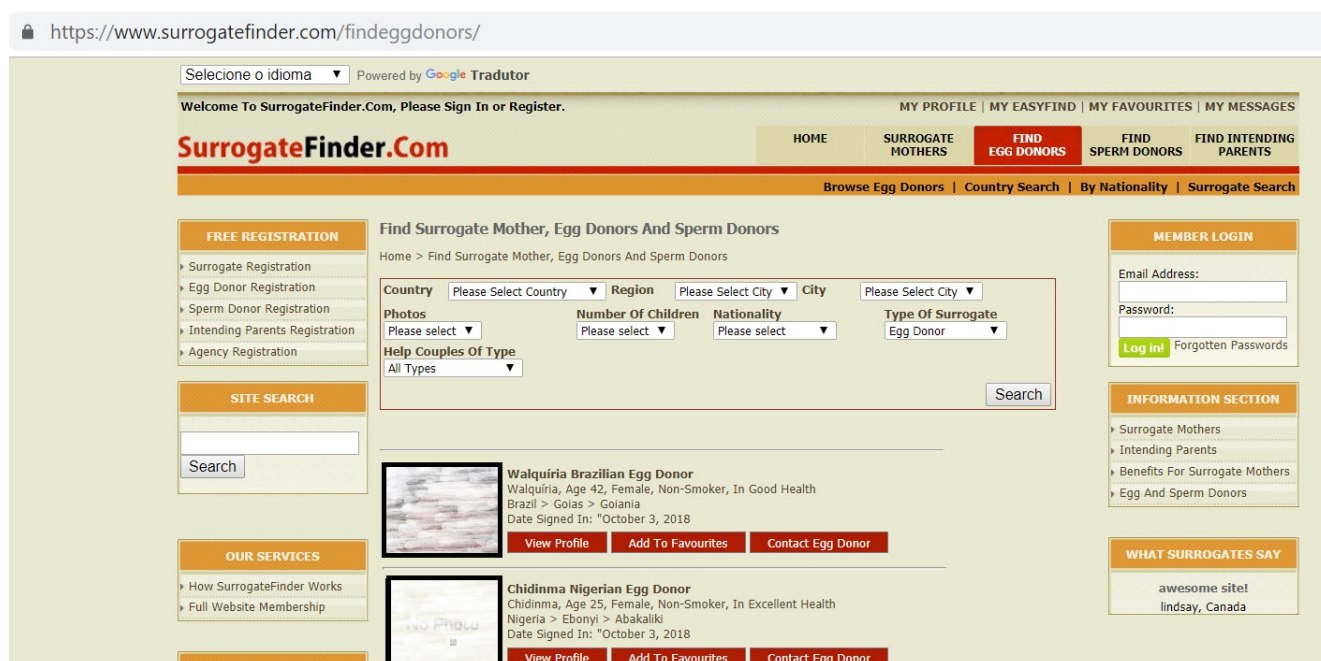 https://www.surrogatefinder.com/findeggdonors/
Selecione o idioma ▼ Powered by Google Tradutor
Welcome To SurrogateFinder.Com, Please Sign In or Register.
MY PROFILE | MY EASYFIND | MY FAVOURITES | MY MESSAGES
SurrogateFinder.Com
HOME
SURROGATE MOTHERS
FIND EGG DONORS
FIND SPERM DONORS
FIND INTENDING PARENTS
Browse Egg Donors | Country Search | By Nationality | Surrogate Search
FREE REGISTRATION
Surrogate Registration
Egg Donor Registration
Sperm Donor Registration
Intending Parents Registration
Agency Registration
SITE SEARCH
Search
OUR SERVICES
How SurrogateFinder Works
Full Website Membership
Find Surrogate Mother, Egg Donors And Sperm Donors
Home > Find Surrogate Mother, Egg Donors And Sperm Donors
Country Please Select Country ▼ Region Please Select City ▼ City Please Select City ▼
Photos Number Of Children Nationality Type Of Surrogate
Please select ▼ Please select ▼ Please select ▼ Egg Donor ▼
Help Couples Of Type
All Types ▼
Search
Walquíria Brazilian Egg Donor
Walquíria, Age 42, Female, Non-Smoker, In Good Health
Brazil > Goias > Goiania
Date Signed In: "October 3, 2018
View Profile Add To Favourites Contact Egg Donor
No Photo
Chidinma Nigerian Egg Donor
Chidinma, Age 25, Female, Non-Smoker, In Excellent Health
Nigeria > Ebonyi > Abakaliki
Date Signed In: "October 3, 2018
View Profile Add To Favourites Contact Egg Donor
MEMBER LOGIN
Email Address:
Password:
Log in! Forgotten Passwords
INFORMATION SECTION
Surrogate Mothers
Intending Parents
Benefits For Surrogate Mothers
Egg And Sperm Donors
WHAT SURROGATES SAY
awesome site!
lindsay, Canada